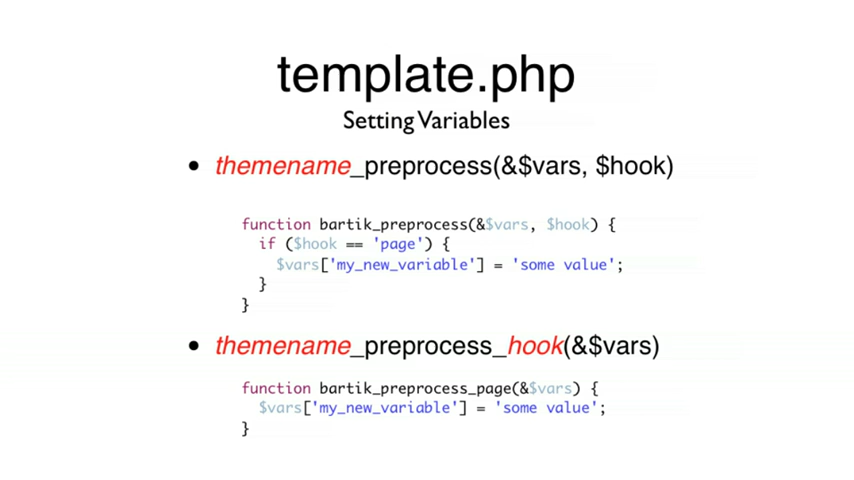 template.php
Setting Variables
• themename_preprocess(&$vars, $hook)
function bartik_preprocess(&$vars, $hook) {
  if ($hook == 'page') {
    $vars['my_new_variable'] = 'some value';
  }
}
• themename_preprocess_hook(&$vars)
function bartik_preprocess_page(&$vars) {
  $vars['my_new_variable'] = 'some value';
}